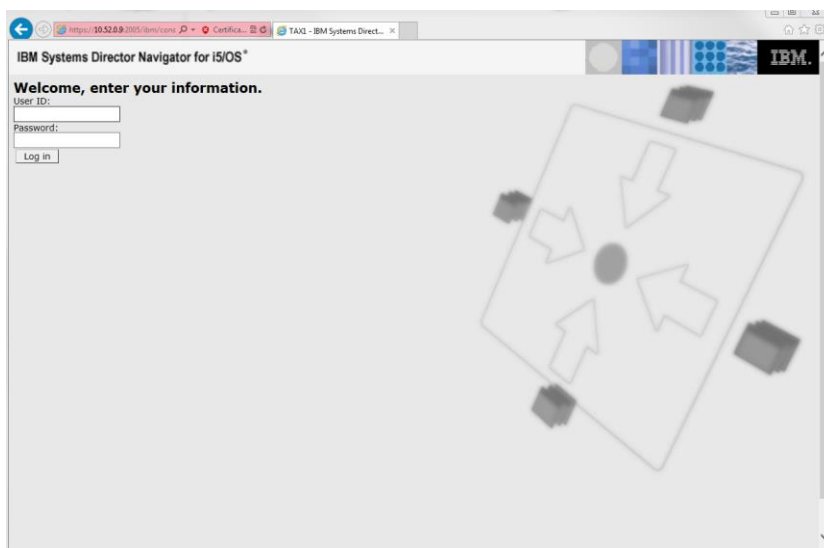 https://10.52.0.9:2005/ibm/cons Certifica... TAX1 - IBM Systems Direct...
IBM Systems Director Navigator for i5/OS®
IBM.
Welcome, enter your information.
User ID:
Password:
Log in